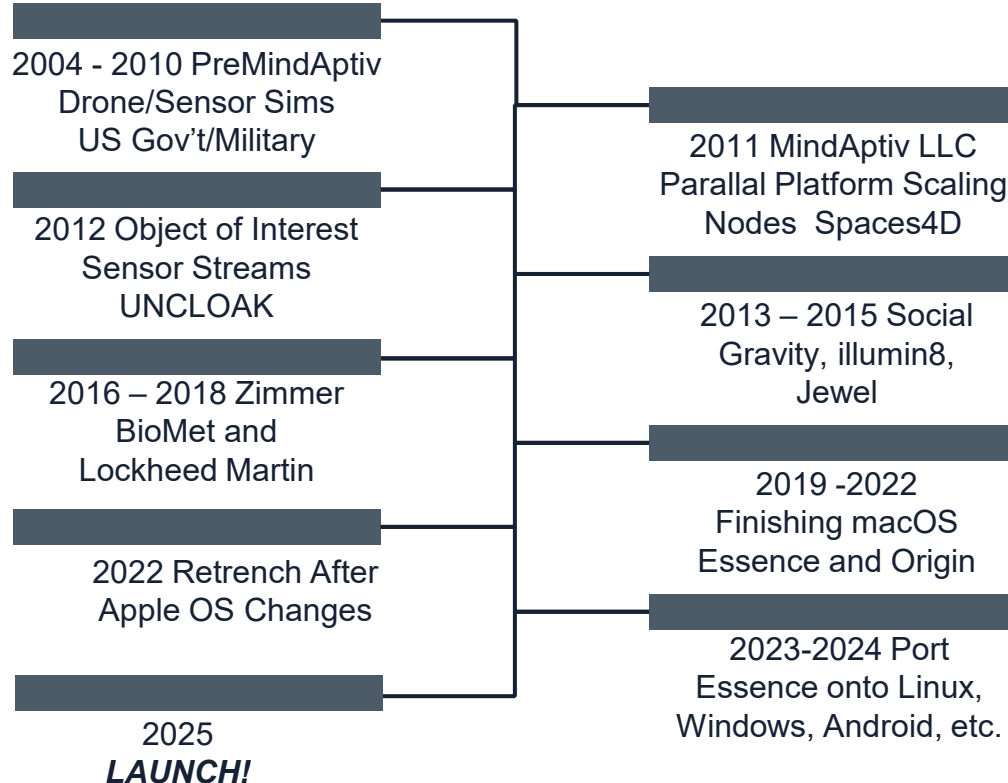 2004 - 2010 PreMindAptiv
Drone/Sensor Sims
US Gov’t/Military
2011 MindAptiv LLC
Parallal Platform Scaling
Nodes  Spaces4D
2012 Object of Interest
Sensor Streams
UNCLOAK
2013 – 2015 Social
Gravity, illumin8,
Jewel
2016 – 2018 Zimmer
BioMet and
Lockheed Martin
2019 -2022
Finishing macOS
Essence and Origin
2022 Retrench After
Apple OS Changes
2023-2024 Port
Essence onto Linux,
Windows, Android, etc.
2025
LAUNCH!